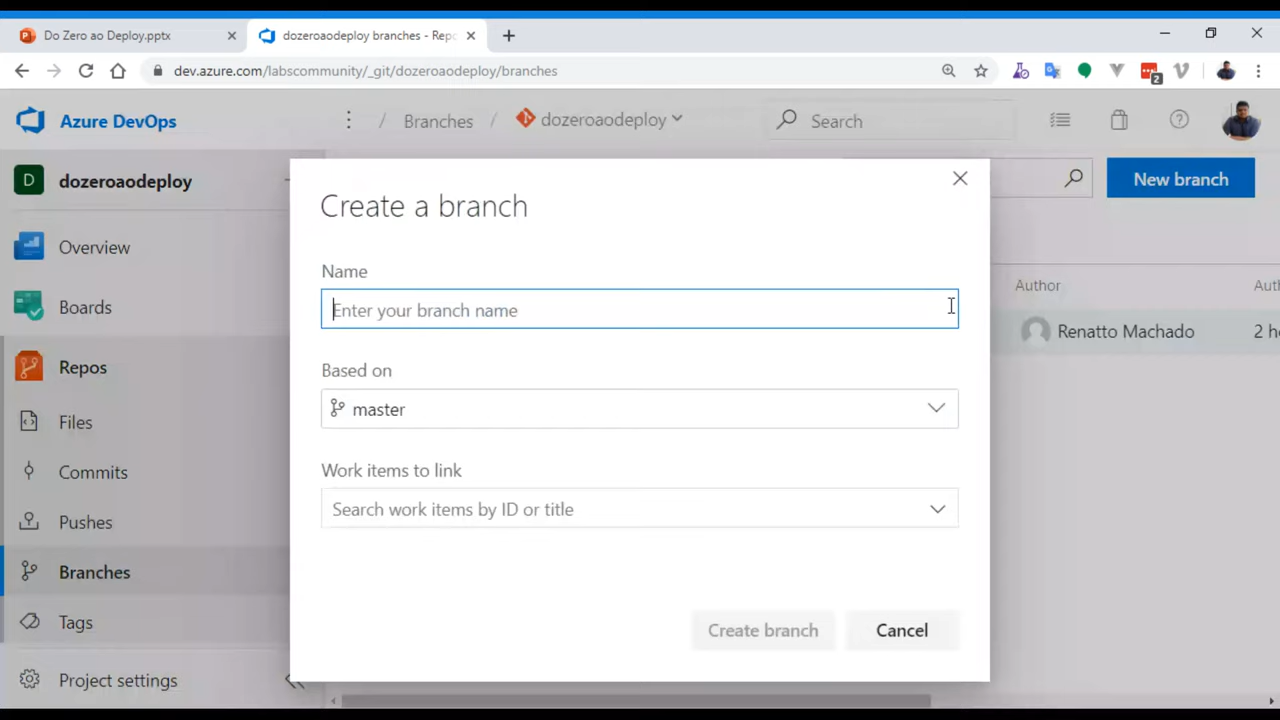 Do Zero ao Deploy.pptx
dozeroaodeploy branches - Repo
dev.azure.com/labscommunity/_git/dozeroaodeploy/branches
2
Azure DevOps
/ Branches / dozeroaodeploy
Search
D dozeroaodeploy
New branch
Overview
Boards
Repos
Files
Commits
Pushes
Branches
Tags
Project settings
Create a branch
Name
Enter your branch name
Based on
master
Work items to link
Search work items by ID or title
Create branch
Cancel
Author
Renatto Machado
2 h